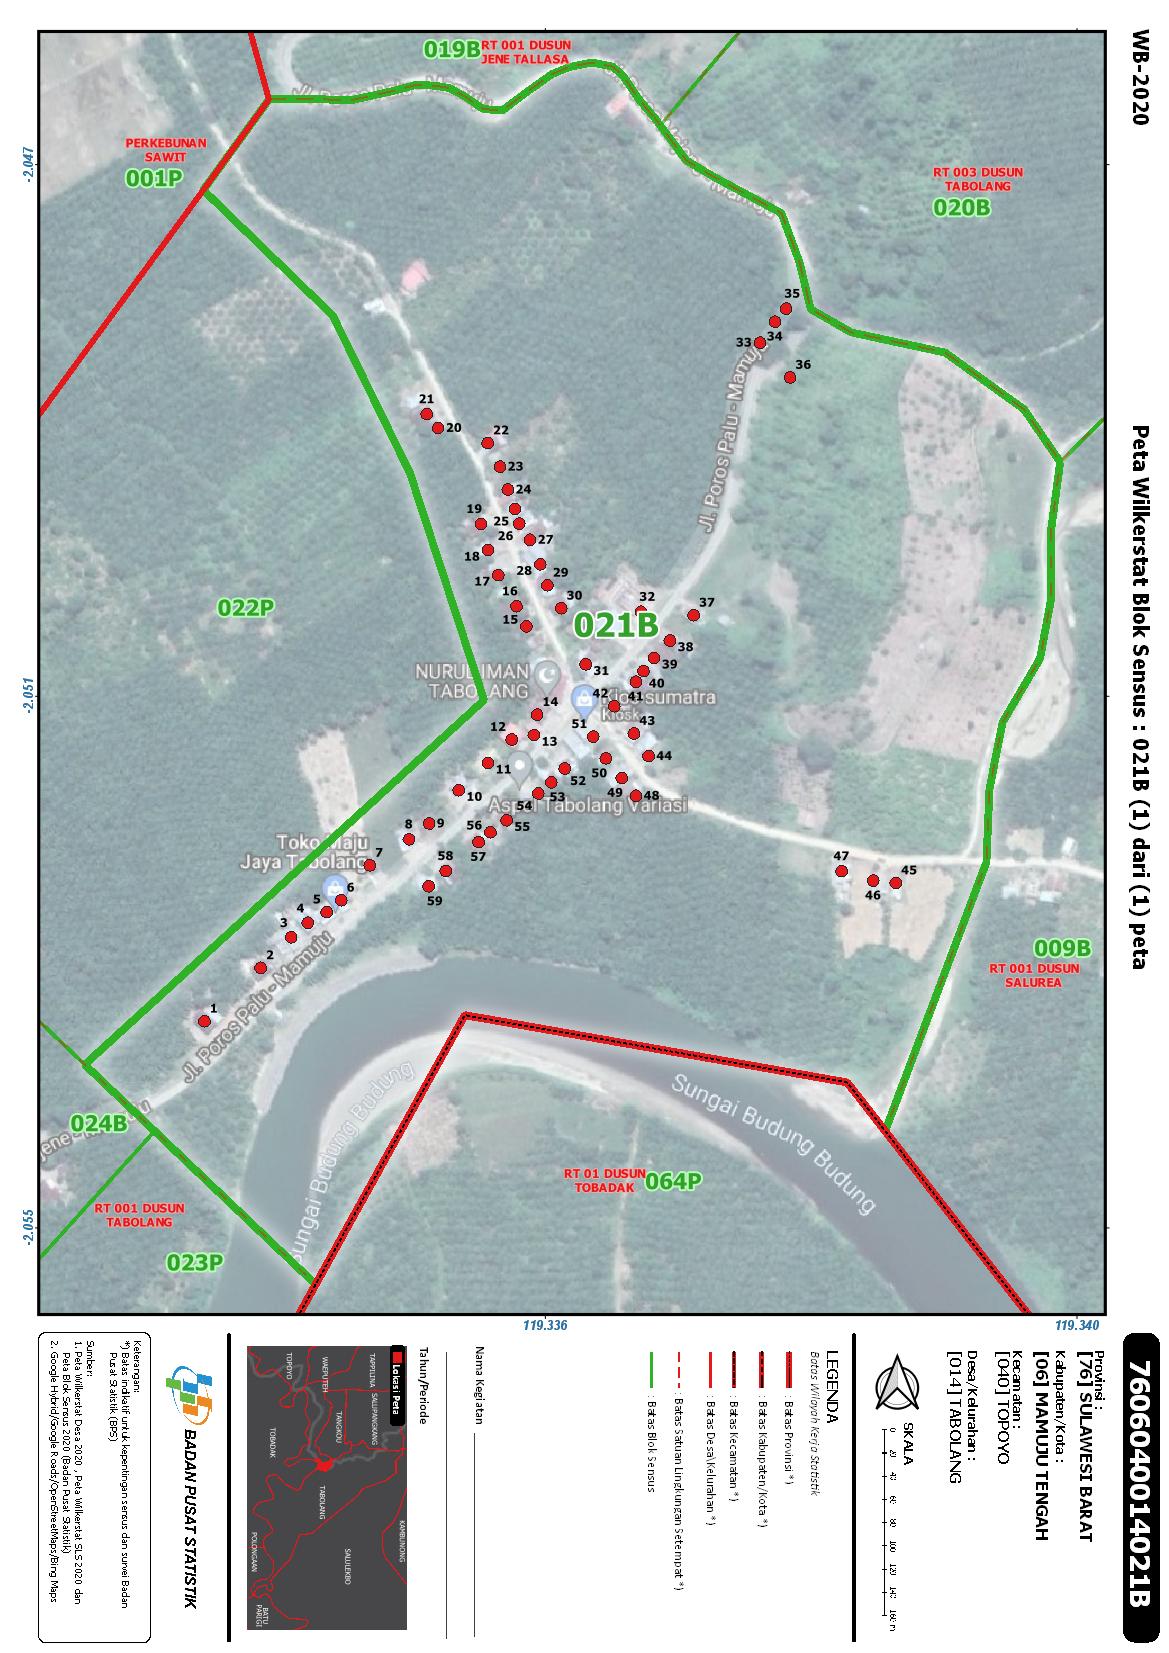 WB-2020
Peta Wilkerstat Blok Sensus : 021B (1) dari (1) peta
7606040014021B
019B
RT 001 DUSUN
JENE TALLASA
PERKEBUNAN
SAWIT
001P
RT 003 DUSUN
TABOLANG
020B
Jl. Poros Palu - Mamuju
Jl. Poros Palu - Mamuju
022P
021B
NURUL IMAN
TABOLANG
Kios sumatra
Kiosk
Aspal Tabolang Variasi
Toko Maju
Jaya Tabolang
Jl. Poros Palu - Mamuju
009B
RT 001 DUSUN
SALUREA
024B
RT 001 DUSUN
TABOLANG
023P
RT 01 DUSUN
TOBADAK
064P
Sungai Budung Budung
Sungai Budung Budung
1
2
3
4
5
6
7
8
9
10
11
12
13
14
15
16
17
18
19
20
21
22
23
24
25
26
27
28
29
30
31
32
33
34
35
36
37
38
39
40
41
42
43
44
45
46
47
48
49
50
51
52
53
54
55
56
57
58
59
-2.047
-2.051
-2.055
119.336
119.340
Provinsi :
[76] SULAWESI BARAT
Kabupaten/Kota :
[06] MAMUJU TENGAH
Kecamatan :
[040] TOPOYO
Desa/Kelurahan :
[014] TABOLANG
SKALA
0 20 40 60 80 100 120 140 160 m
LEGENDA
Batas Wilayah Kerja Statistik
: Batas Provinsi *)
: Batas Kabupaten/Kota *)
: Batas Kecamatan *)
: Batas Desa\Kelurahan *)
: Batas Satuan Lingkungan Setempat *)
: Batas Blok Sensus
Nama Kegiatan
Tahun/Periode
Lokasi Peta
TAPPILINA
SALUPANGKANG
KAMBUNONG
WAEPUTEH
TANGKOU
TOPOYO
TOBADAK
TABOLANG
SALULEKBO
POLONGAAN
BATU
PARIGI
BADAN PUSAT STATISTIK
Keterangan:
*) Batas indikatif untuk kepentingan sensus dan survei Badan
Pusat Statistik (BPS)
Sumber:
1. Peta Wilkerstat Desa 2020 , Peta Wilkerstat SLS 2020 dan
Peta Blok Sensus 2020 (Badan Pusat Statistik)
2. Google Hybrid/Google Roads/OpenStreetMaps/Bing Maps